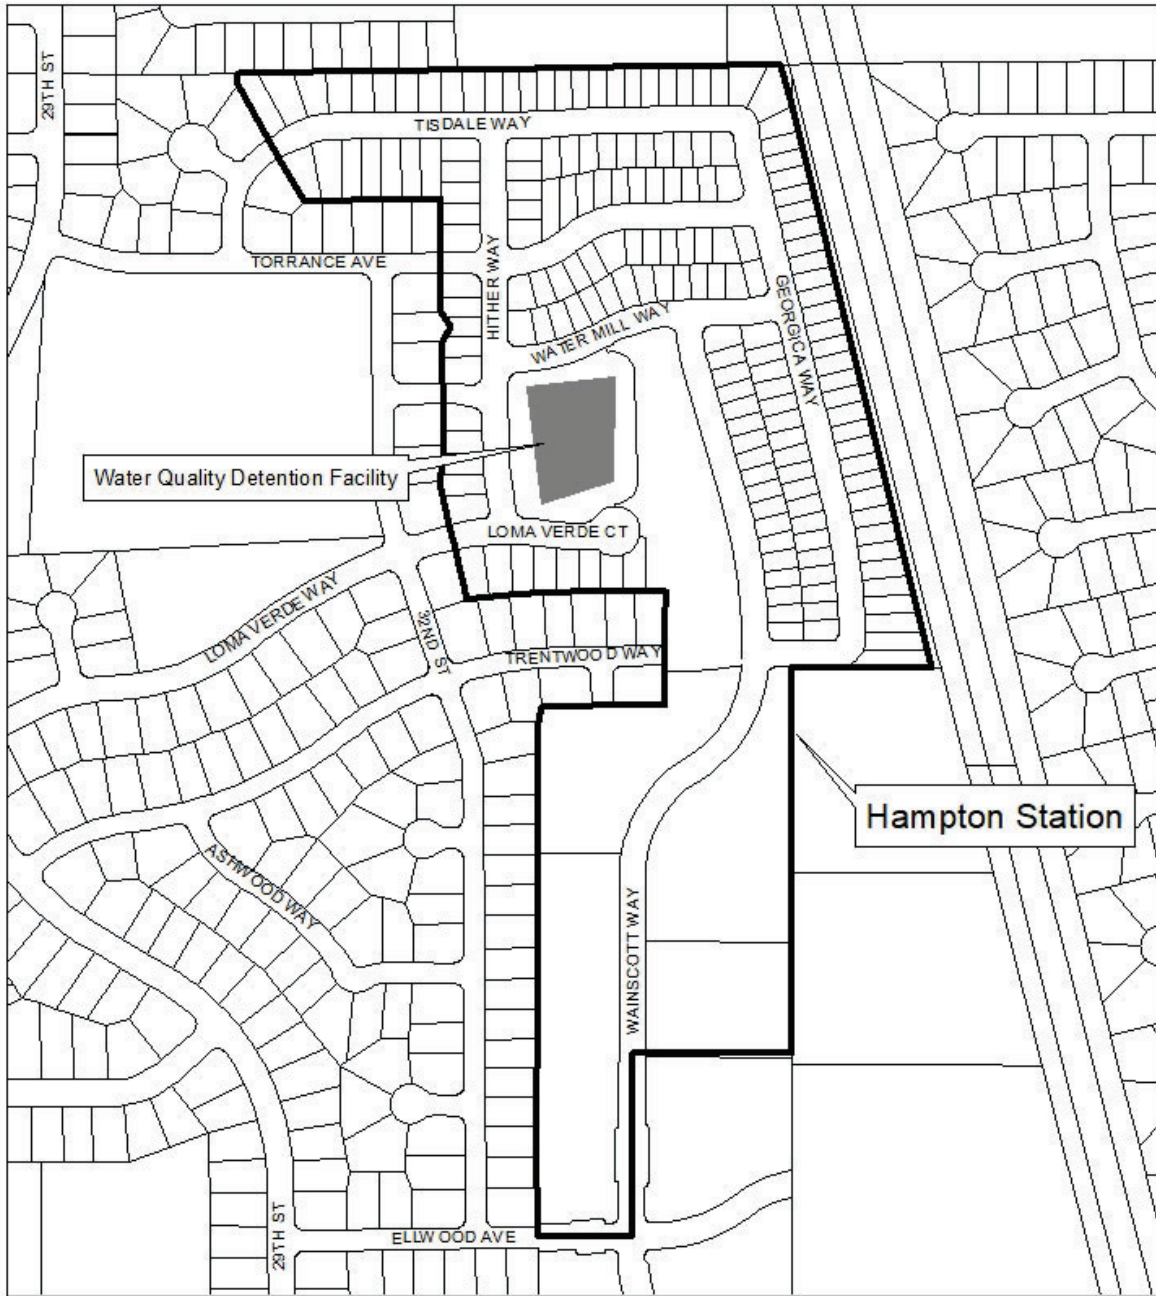 29TH ST
TISDALE WAY
TORRANCE AVE
HITHER WAY
GEORGICA WAY
WATER MILL WAY
Water Quality Detention Facility
LOMA VERDE CT
LOMA VERDE WAY
32ND ST
TRENTWOOD WAY
Hampton Station
ASHWOOD WAY
WAINSCOTT WAY
29TH ST
ELLWOOD AVE